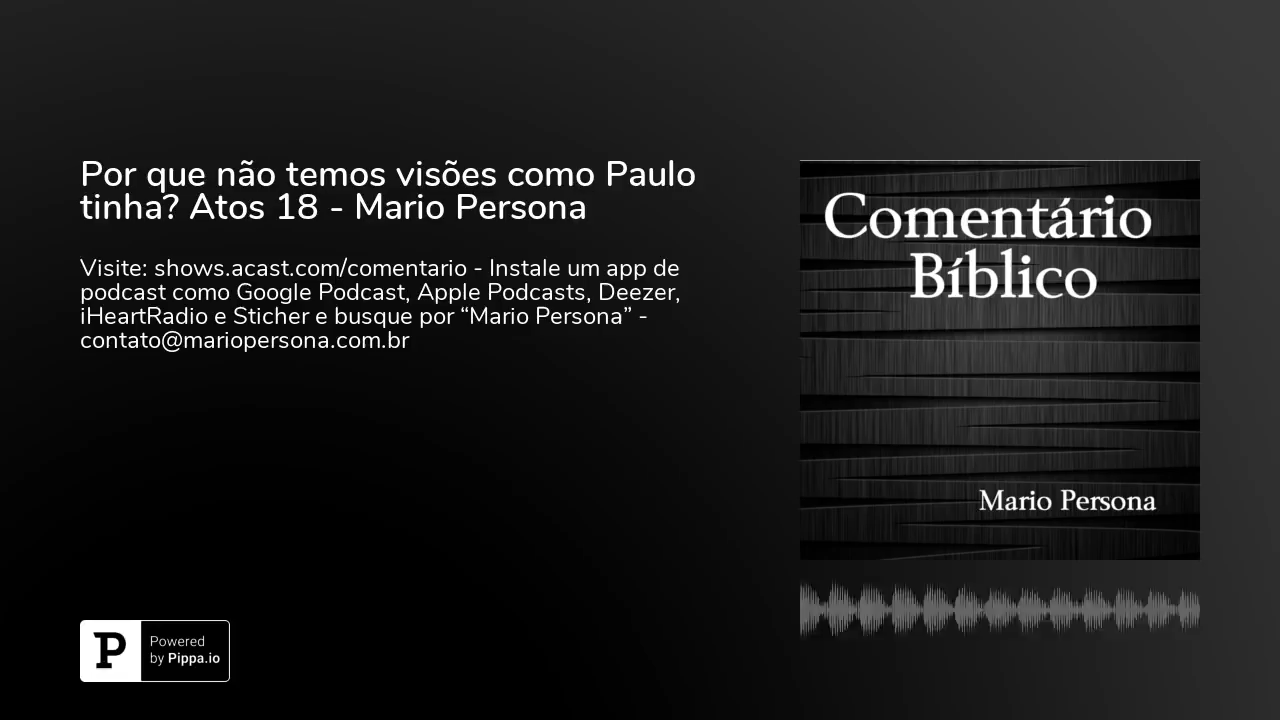 Por que não temos visões como Paulo
tinha? Atos 18 - Mario Persona
Visite: shows.acast.com/comentario - Instale um app de
podcast como Google Podcast, Apple Podcasts, Deezer,
iHeartRadio e Sticher e busque por “Mario Persona” -
contato@mariopersona.com.br
Comentário
Bíblico
Mario Persona
P
Powered
by Pippa.io